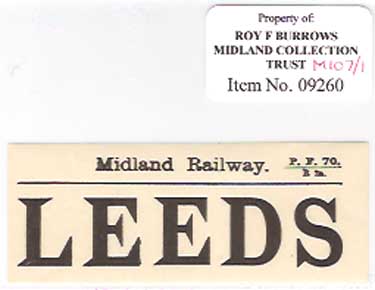 Property of:
ROY F BURROWS
MIDLAND COLLECTION
TRUST M107/1
Item No. 09260
Midland Railway. P. F. 70.
LEEDS